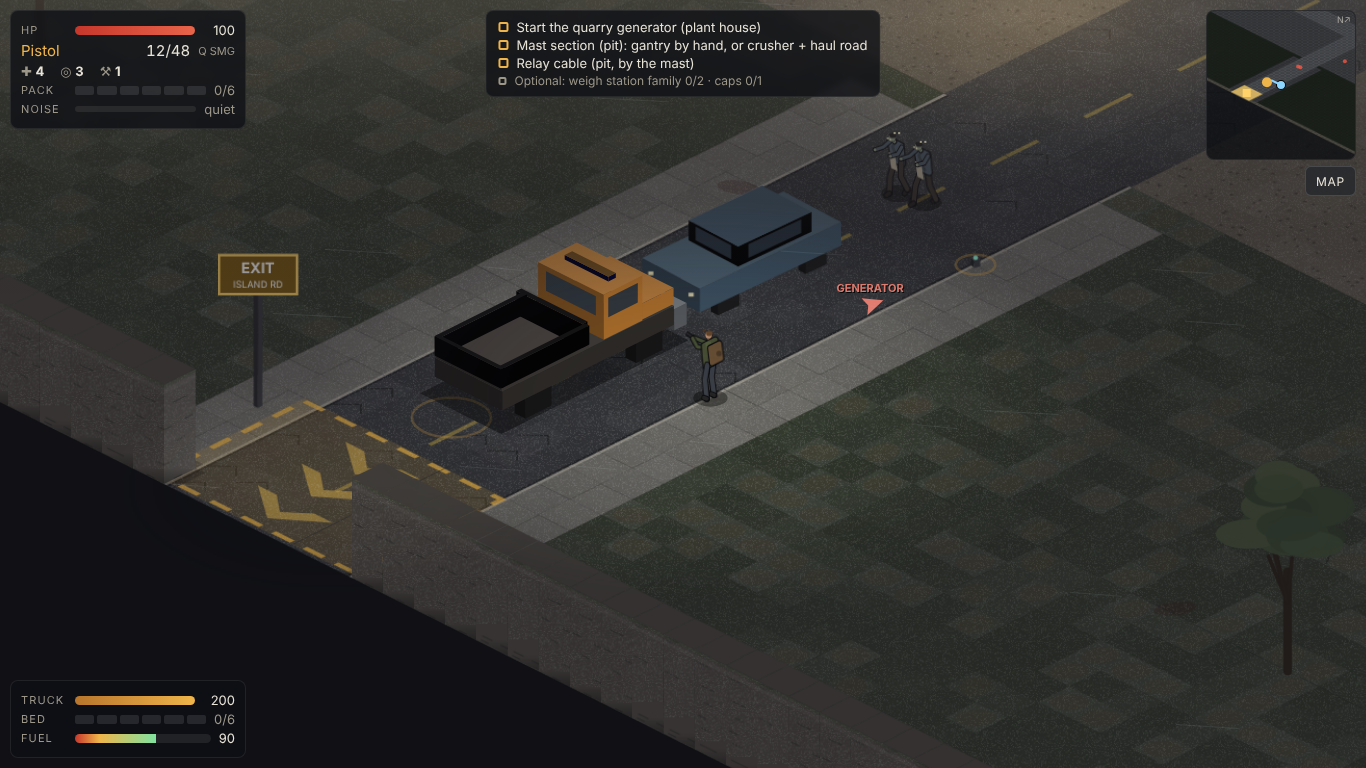 HP 100
Pistol 12/48 Q SMG
4 3 1
PACK 0/6
NOISE quiet
Start the quarry generator (plant house)
Mast section (pit): gantry by hand, or crusher + haul road
Relay cable (pit, by the mast)
Optional: weigh station family 0/2 · caps 0/1
N↗
MAP
EXIT
ISLAND RD
GENERATOR
TRUCK 200
BED 0/6
FUEL 90